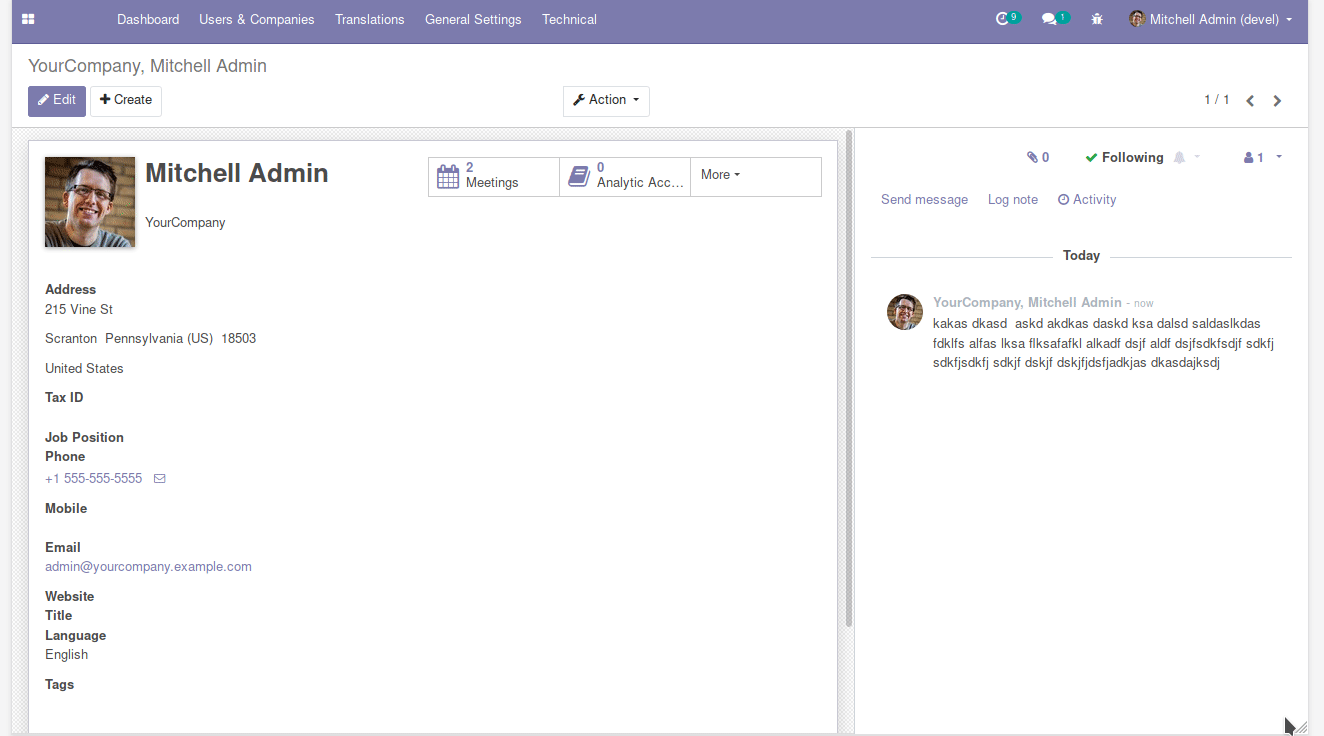 Dashboard Users & Companies Translations General Settings Technical 9 1 Mitchell Admin (devel)
YourCompany, Mitchell Admin
Edit Create Action 1 / 1
Mitchell Admin
YourCompany
2
Meetings
0
Analytic Acc...
More
Address
215 Vine St
Scranton Pennsylvania (US) 18503
United States
Tax ID
Job Position
Phone
+1 555-555-5555
Mobile
Email
admin@yourcompany.example.com
Website
Title
Language
English
Tags
0 Following 1
Send message Log note Activity
Today
YourCompany, Mitchell Admin - now
kakas dkasd askd akdkas daskd ksa dalsd saldaslkdas
fdklfs alfas lksa flksafafkl alkadf dsjf aldf dsjfsdkfsdjf sdkfj
sdkfjsdkfj sdkjf dskjf dskjfjdsfjadkjas dkasdajksdj